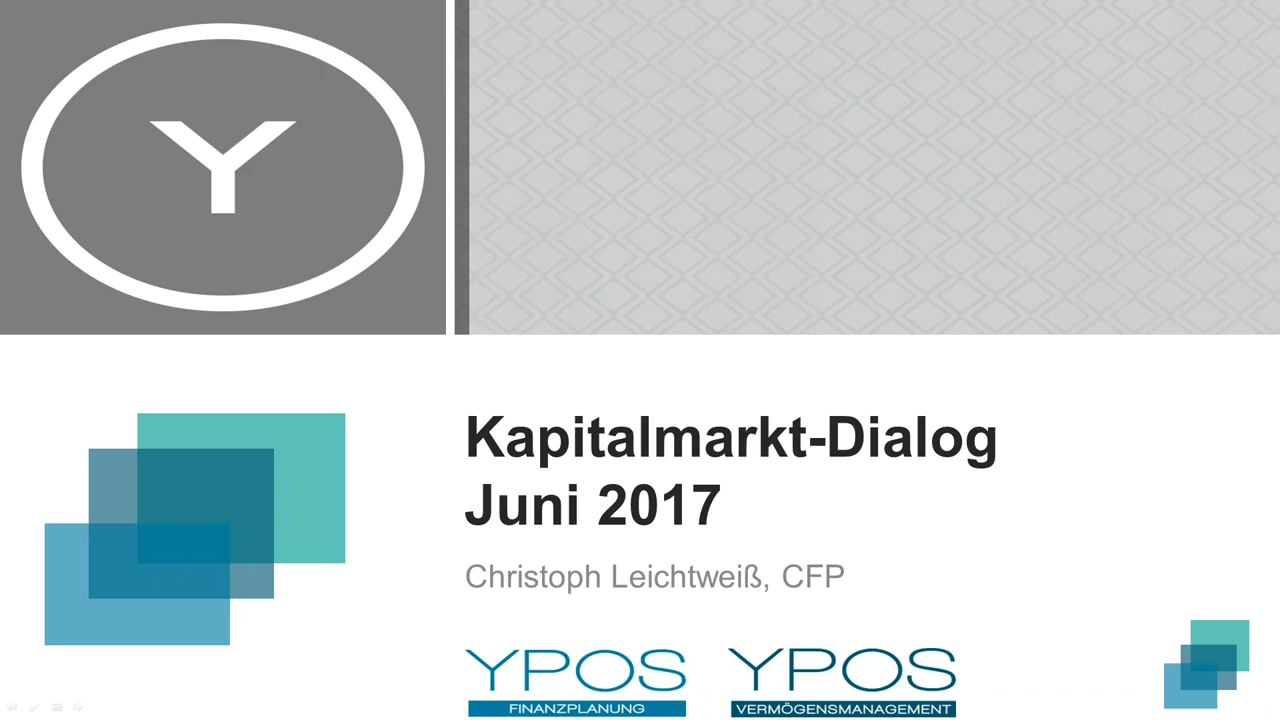 Y
Kapitalmarkt-Dialog
Juni 2017
Christoph Leichtweiß, CFP
YPOS
FINANZPLANUNG
YPOS
VERMÖGENSMANAGEMENT